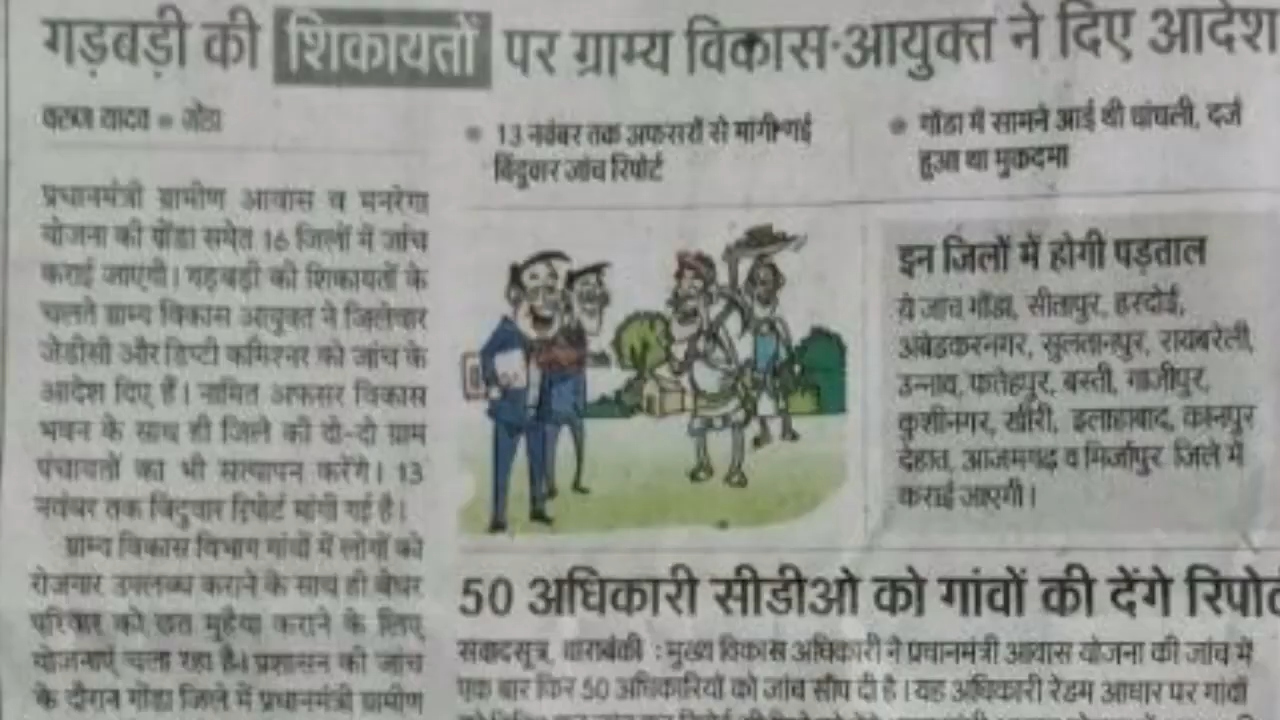 गड़बड़ी की शिकायतों पर ग्राम्य विकास आयुक्त ने दिए आदेश
वरुण यादव ● गोंडा
● 13 नवंबर तक अफसरों से मांगी गई
बिंदुवार जांच रिपोर्ट
● गोंडा में सामने आई थी धांधली, दर्ज
हुआ था मुकदमा
प्रधानमंत्री ग्रामीण आवास व मनरेगा
योजना की गोंडा समेत 16 जिलों में जांच
कराई जाएगी। गड़बड़ी की शिकायतों के
चलते ग्राम्य विकास आयुक्त ने जिलेवार
जेडीसी और डिप्टी कमिश्नर को जांच के
आदेश दिए हैं। नामित अफसर विकास
भवन के साथ ही जिले की दो-दो ग्राम
पंचायतों का भी सत्यापन करेंगे। 13
नवंबर तक बिंदुवार रिपोर्ट मांगी गई है।
ग्राम्य विकास विभाग गांवों में लोगों को
रोजगार उपलब्ध कराने के साथ ही बेघर
परिवार को छत मुहैया कराने के लिए
योजनाएं चला रहा है। प्रशासन की जांच
के दौरान गोंडा जिले में प्रधानमंत्री ग्रामीण
इन जिलों में होगी पड़ताल
ये जांच गोंडा, सीतापुर, हरदोई,
अंबेडकरनगर, सुलतानपुर, रायबरेली,
उन्नाव, फतेहपुर, बस्ती, गाजीपुर,
कुशीनगर, खीरी, इलाहाबाद, कानपुर
देहात, आजमगढ़ व मिर्जापुर जिले में
कराई जाएगी।
50 अधिकारी सीडीओ को गांवों की देंगे रिपोर्ट
संवादसूत्र, बाराबंकी : मुख्य विकास अधिकारी ने प्रधानमंत्री आवास योजना की जांच में
एक बार फिर 50 अधिकारियों को जांच सौंप दी है। यह अधिकारी रेंडम आधार पर गांवों